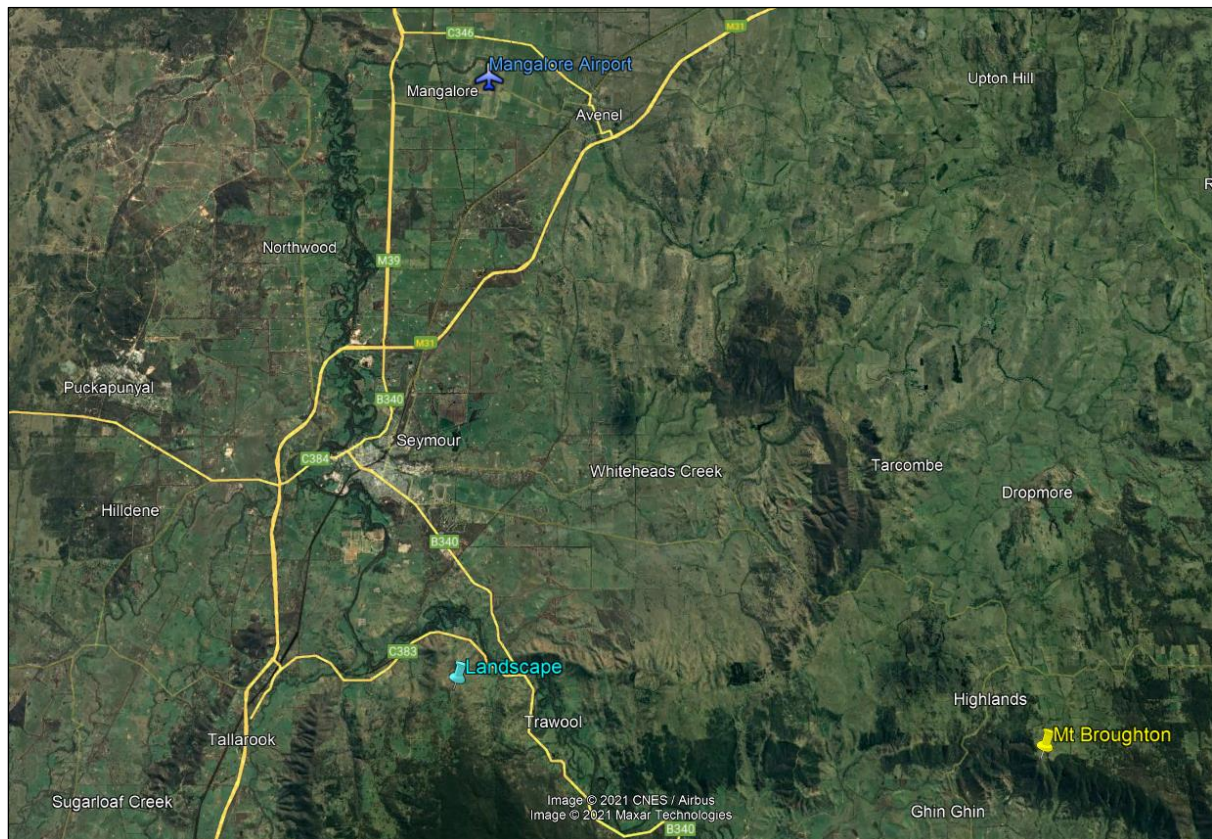 M31
C346
Mangalore Airport
Upton Hill
Mangalore
Avenel
R
Northwood
M39
M31
Puckapunyal
B340
Seymour
C384
Whiteheads Creek
Tarcombe
Dropmore
Hilldene
B340
C383
Landscape
Highlands
Trawool
Tallarook
Mt Broughton
Sugarloaf Creek
Image © 2021 CNES / Airbus
Image © 2021 Maxar Technologies
Ghin Ghin
B340